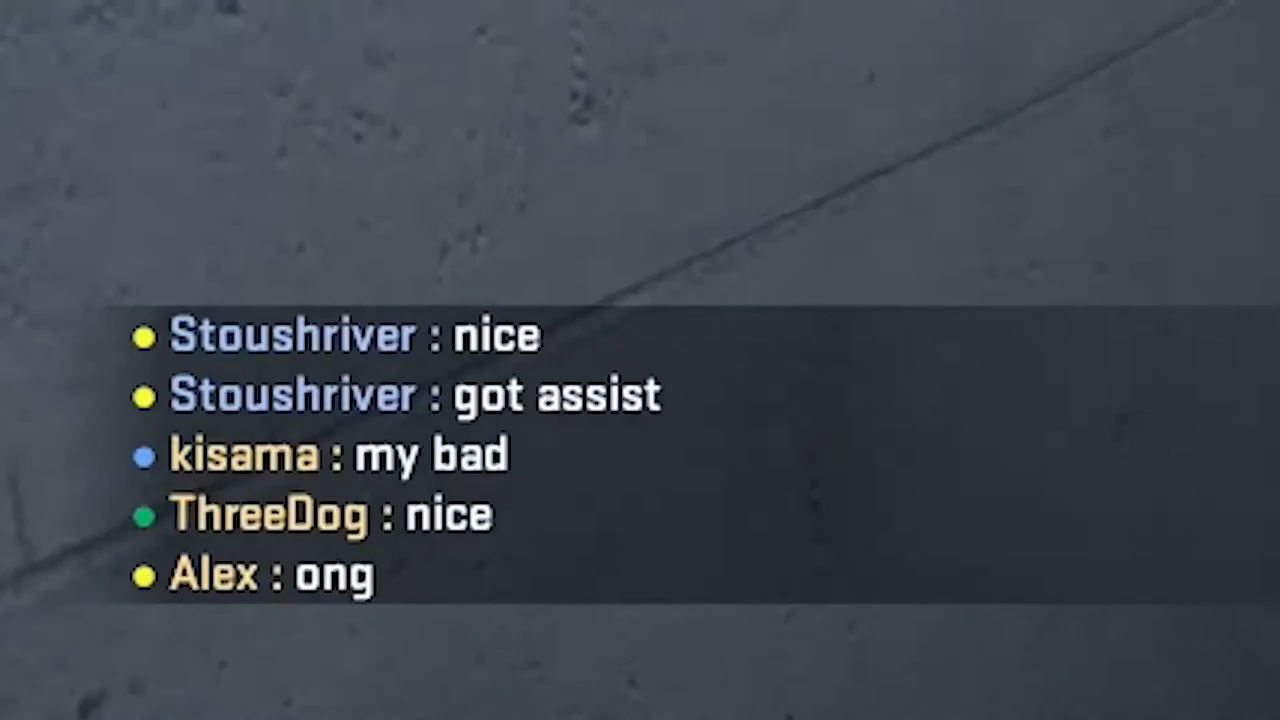 Stoushriver : nice
Stoushriver : got assist
kisama : my bad
ThreeDog : nice
Alex : ong